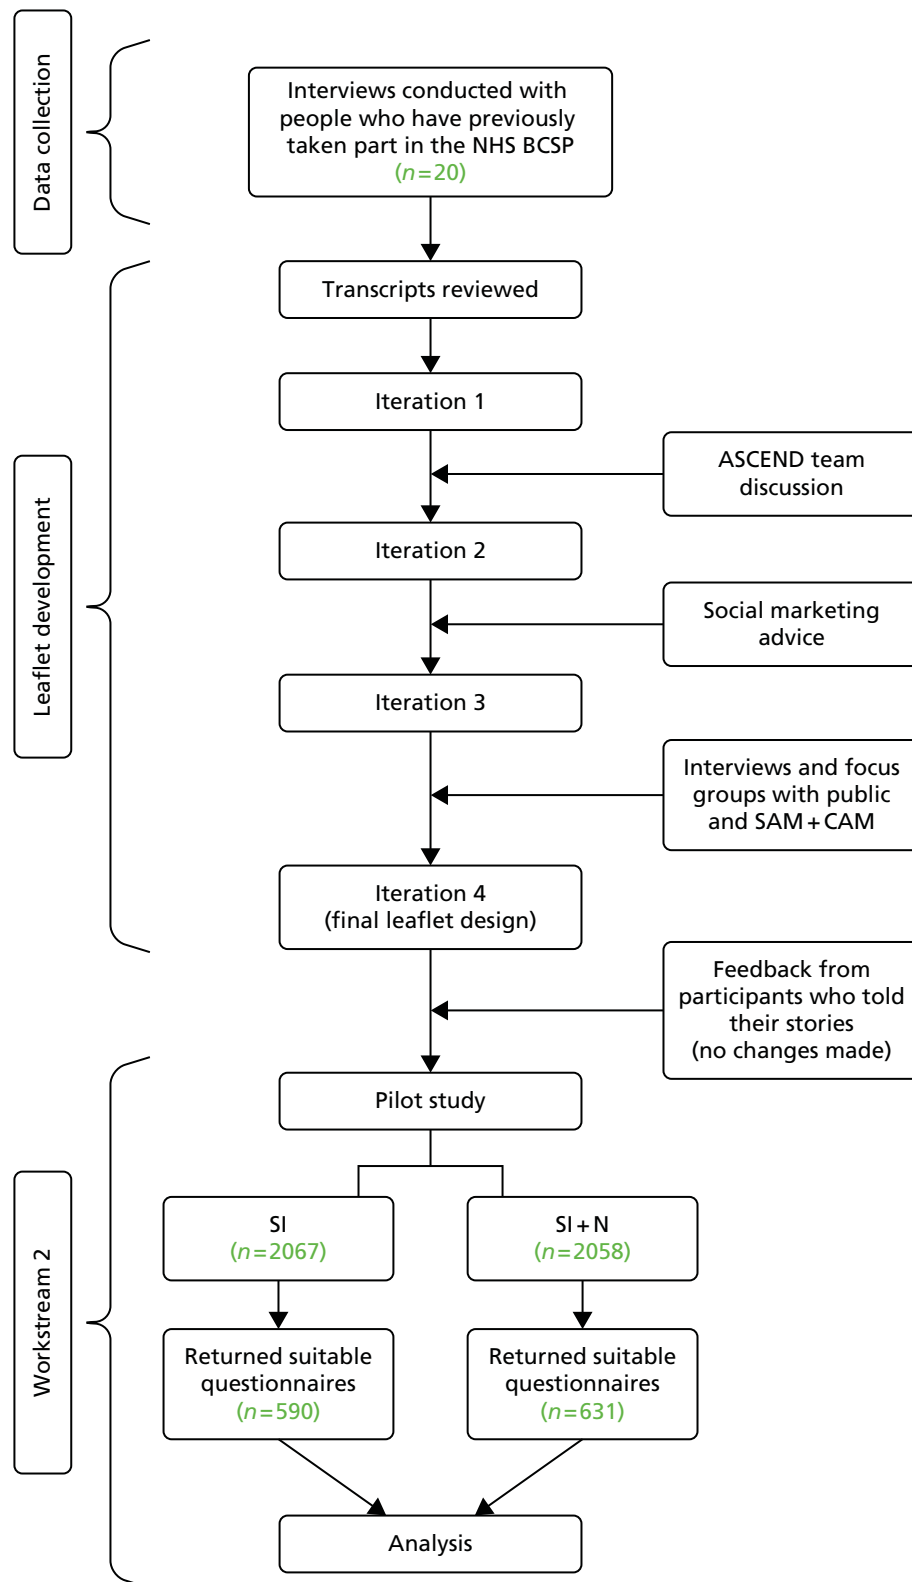 Data collection
Interviews conducted with
people who have previously
taken part in the NHS BCSP
(n=20)
Leaflet development
Transcripts reviewed
Iteration 1
ASCEND team
discussion
Iteration 2
Social marketing
advice
Iteration 3
Interviews and focus
groups with public
and SAM+CAM
Iteration 4
(final leaflet design)
Feedback from
participants who told
their stories
(no changes made)
Workstream 2
Pilot study
SI
(n=2067)
SI+N
(n=2058)
Returned suitable
questionnaires
(n=590)
Returned suitable
questionnaires
(n=631)
Analysis